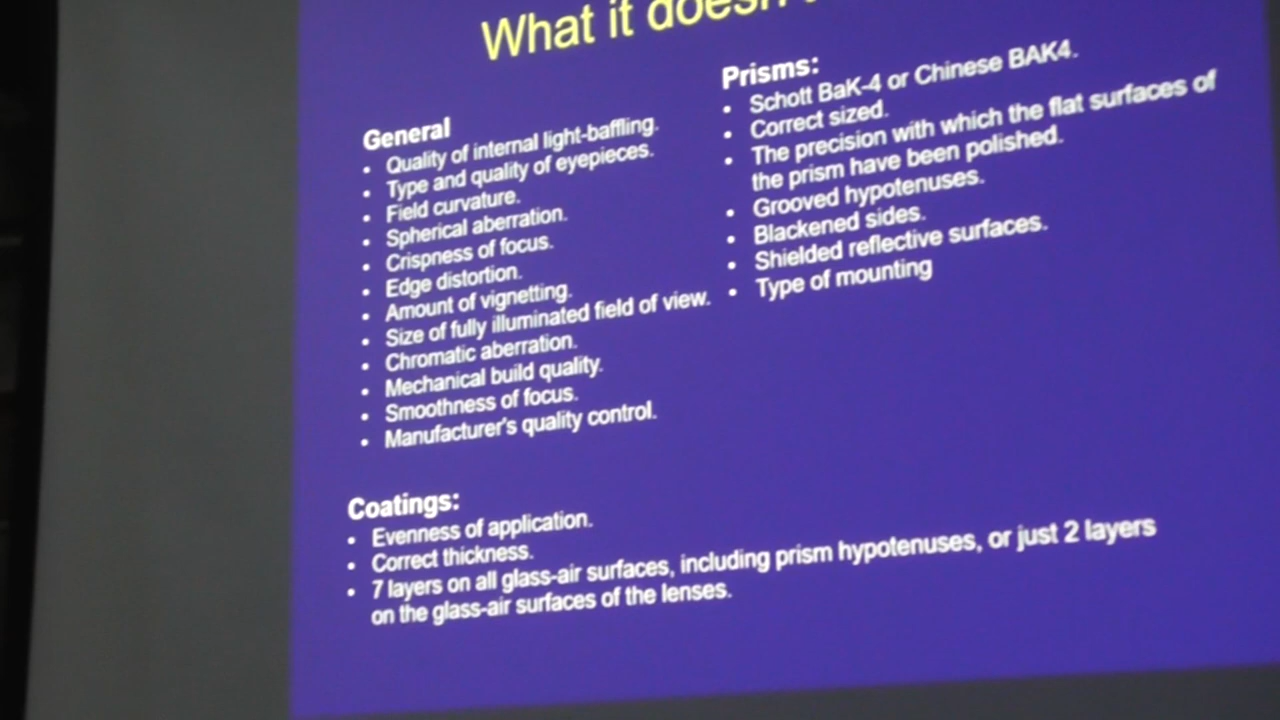 What it doesn't
General
• Quality of internal light-baffling.
• Type and quality of eyepieces.
• Field curvature.
• Spherical aberration.
• Crispness of focus.
• Edge distortion.
• Amount of vignetting.
• Size of fully illuminated field of view.
• Chromatic aberration.
• Mechanical build quality.
• Smoothness of focus.
• Manufacturer's quality control.
Prisms:
• Schott BaK-4 or Chinese BAK4.
• Correct sized.
• The precision with which the flat surfaces of
the prism have been polished.
• Grooved hypotenuses.
• Blackened sides.
• Shielded reflective surfaces.
• Type of mounting
Coatings:
• Evenness of application.
• Correct thickness.
• 7 layers on all glass-air surfaces, including prism hypotenuses, or just 2 layers
on the glass-air surfaces of the lenses.